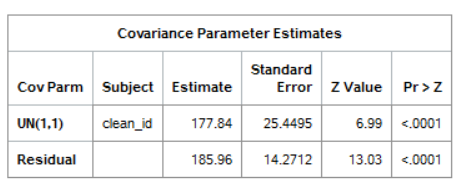 Covariance Parameter Estimates
Cov Parm Subject Estimate Standard Error Z Value Pr > Z
UN(1,1) clean_id 177.84 25.4495 6.99 <.0001
Residual 185.96 14.2712 13.03 <.0001